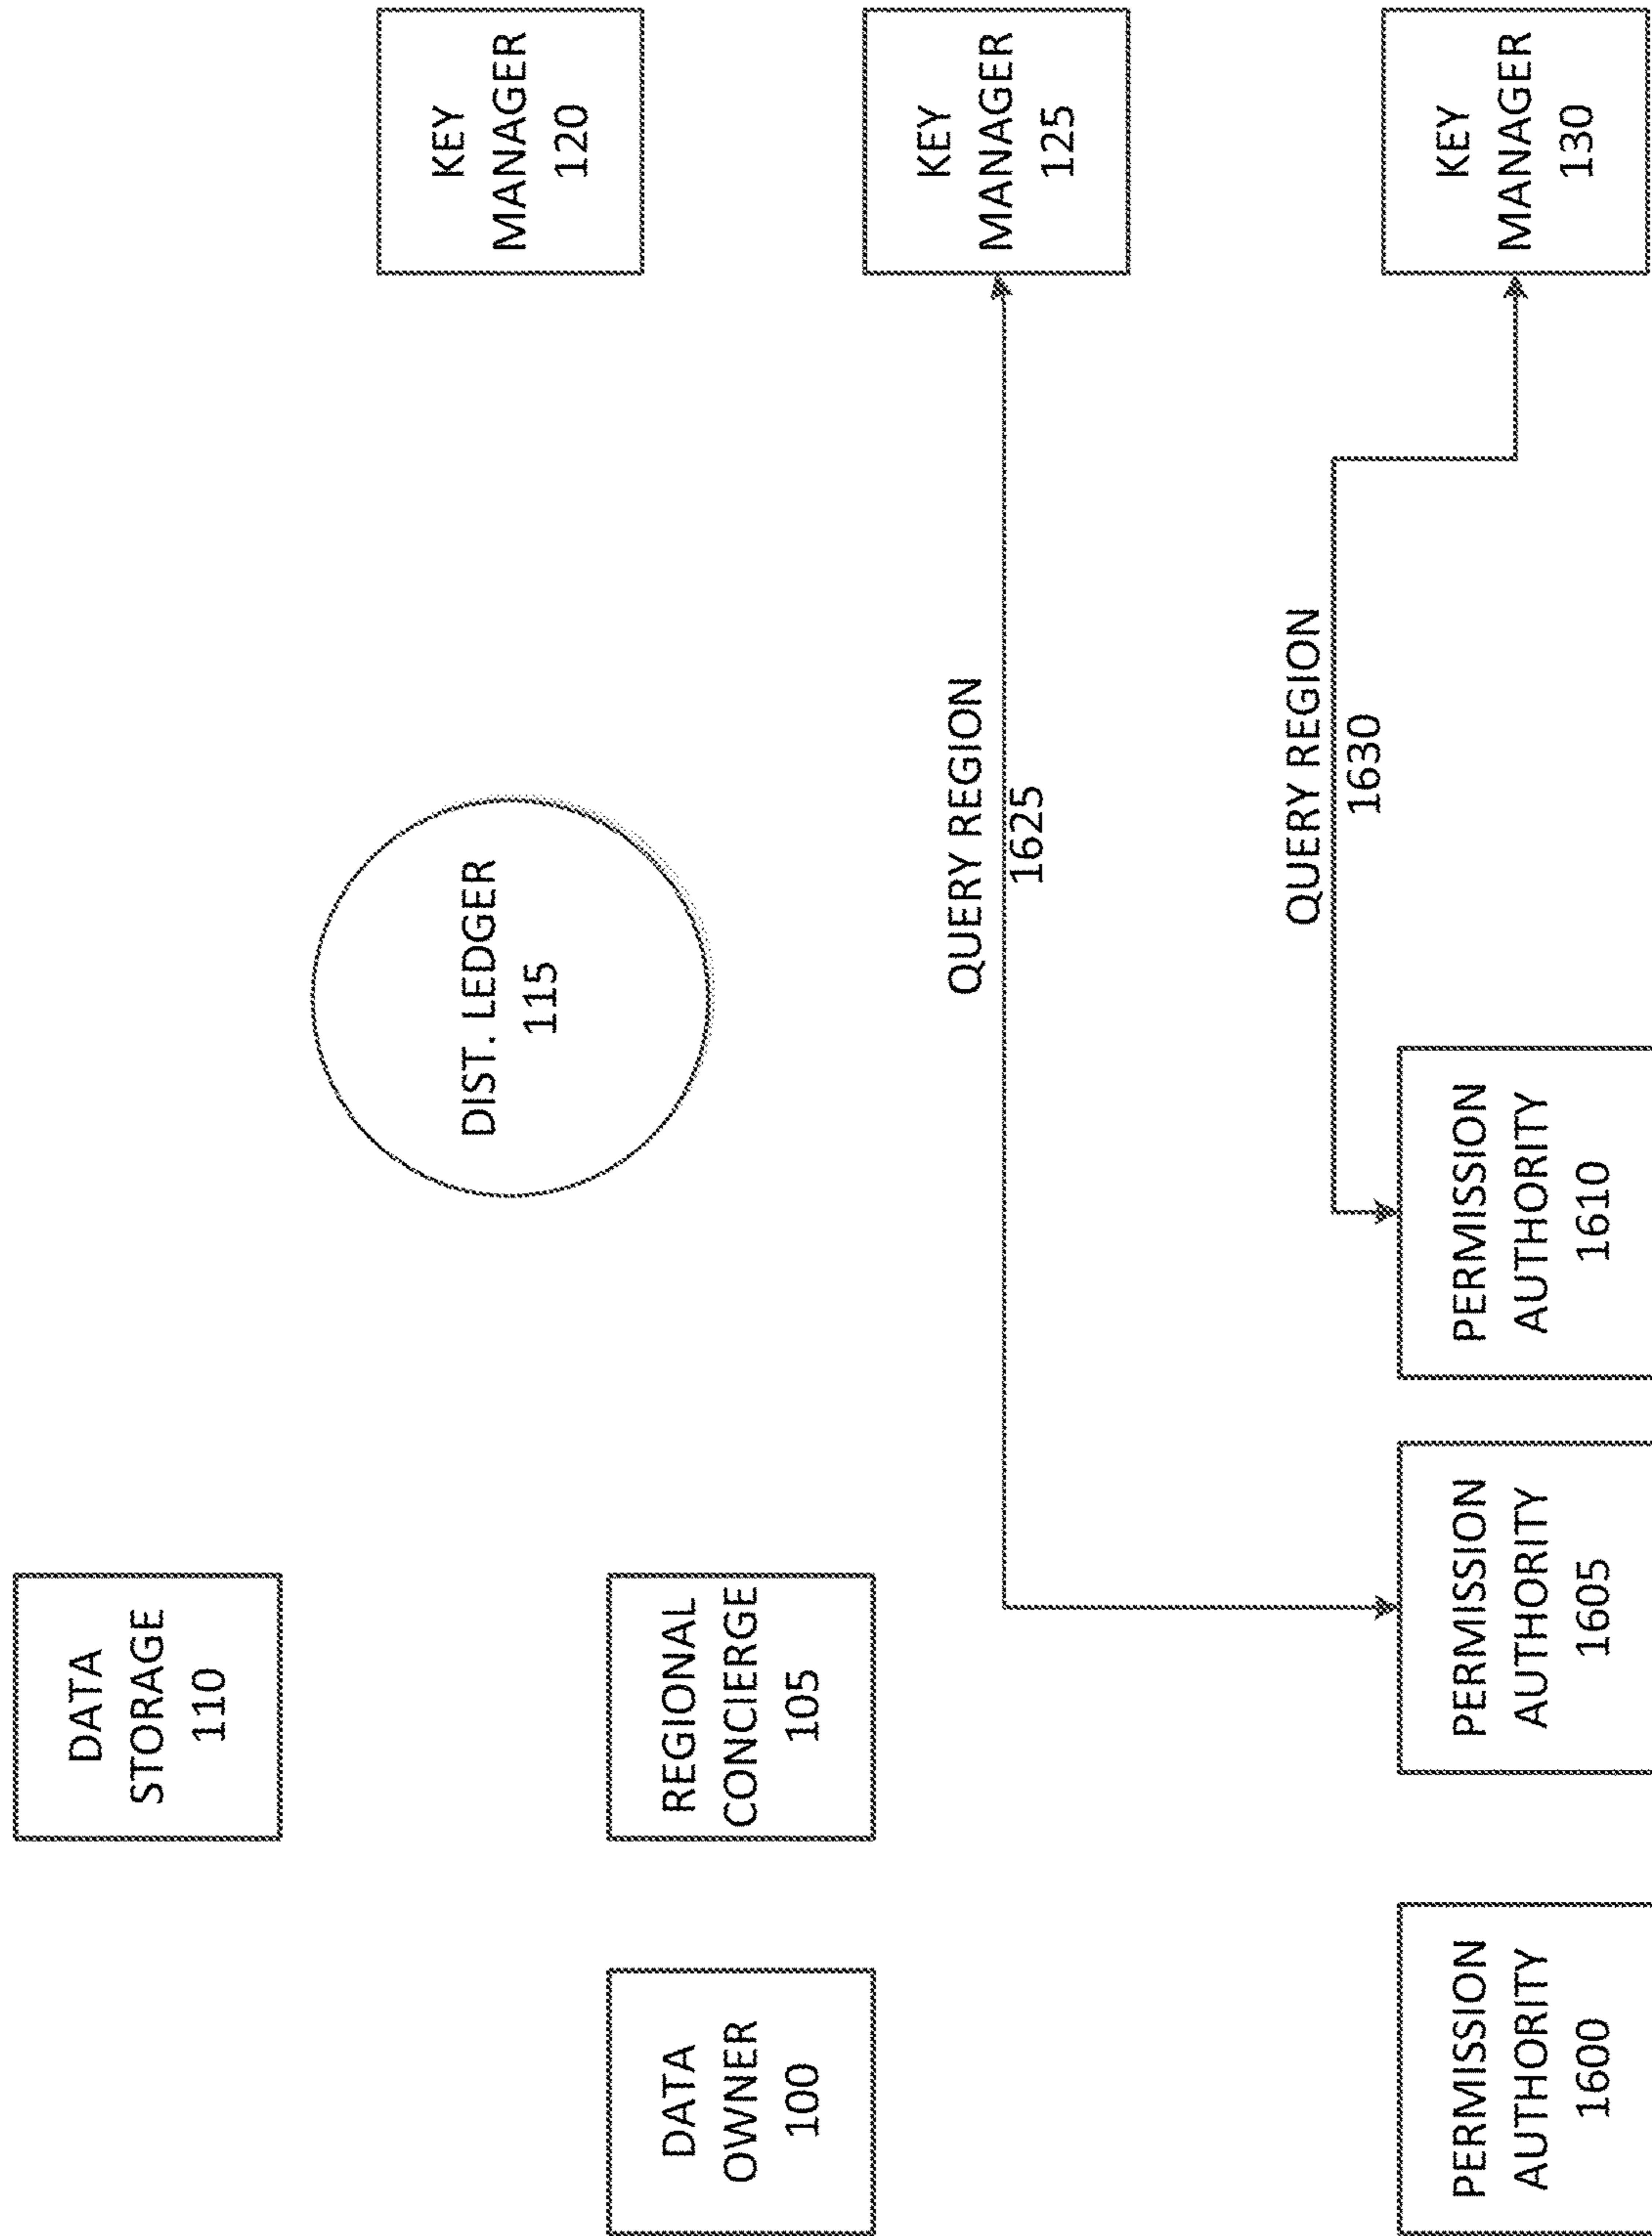 DATA
STORAGE
110
DATA
OWNER
100
REGIONAL
CONCIERGE
105
DIST. LEDGER
115
KEY
MANAGER
120
KEY
MANAGER
125
KEY
MANAGER
130
QUERY REGION
1625
QUERY REGION
1630
PERMISSION
AUTHORITY
1600
PERMISSION
AUTHORITY
1605
PERMISSION
AUTHORITY
1610